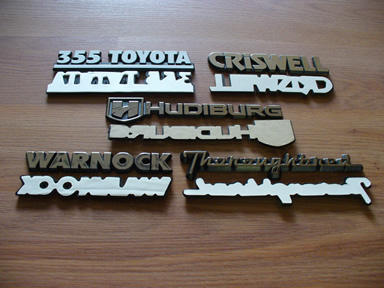 355 TOYOTA
CRISWELL
HUDIBURG
WARNOCK
Thoroughbred